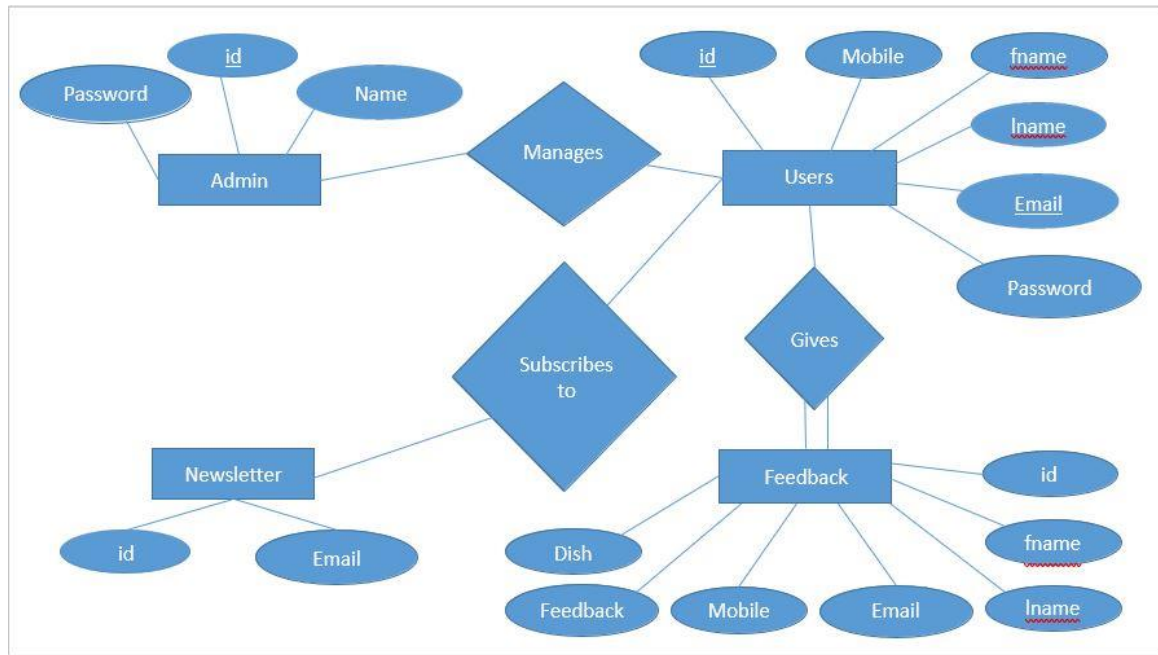 id
Password
Name
Admin
Manages
id
Mobile
fname
lname
Users
Email
Password
Gives
Subscribes
to
Newsletter
id
Email
Feedback
id
fname
lname
Dish
Feedback
Mobile
Email